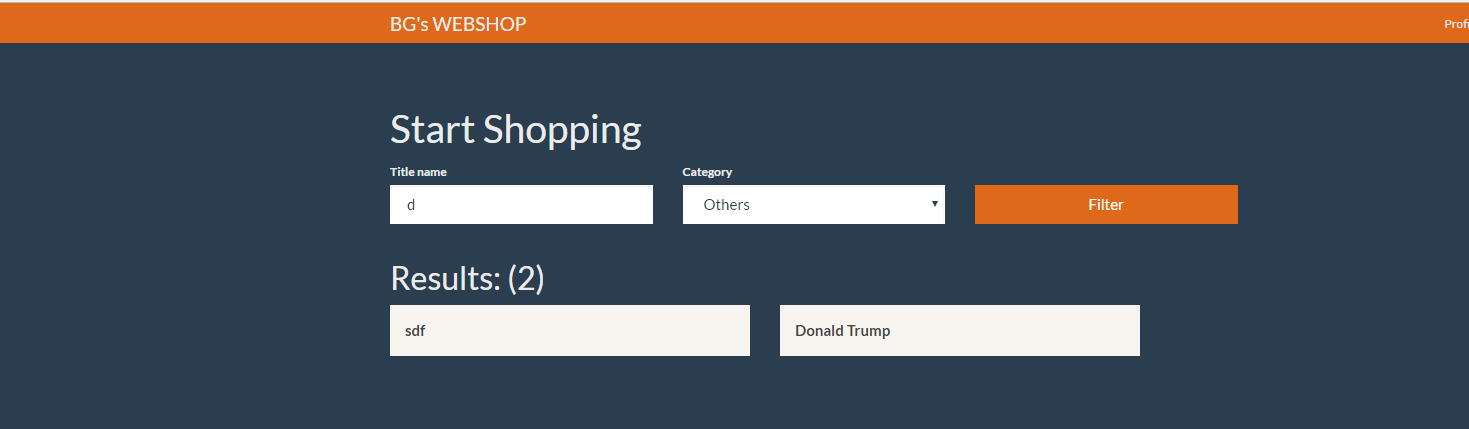 BG's WEBSHOP
Profi
Start Shopping
Title name
Category
d
Others
Filter
Results: (2)
sdf
Donald Trump